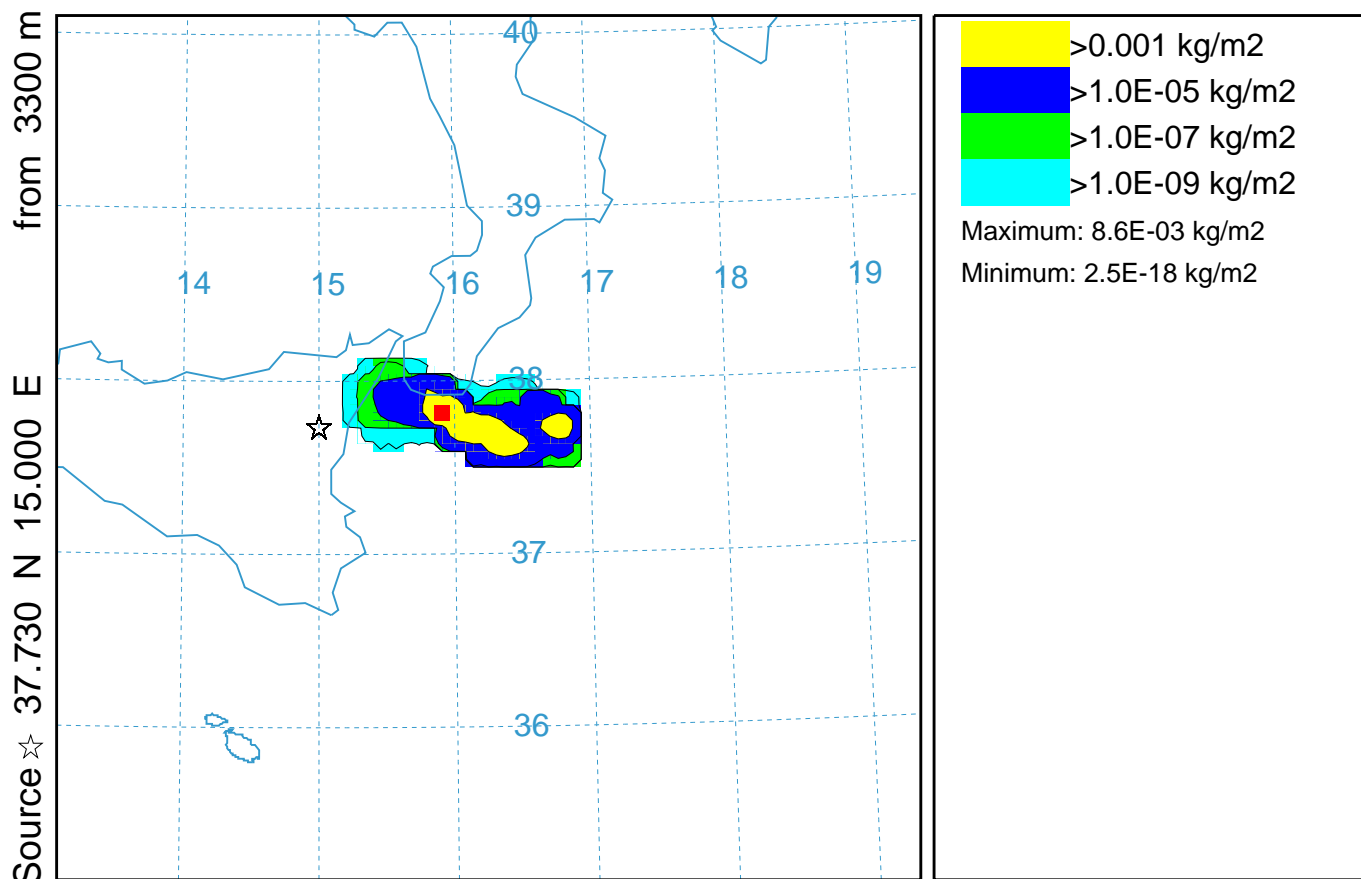 Source ☆ 37.730 N 15.000 E from 3300 m
40
39
14 15 16 17 18 19
38
37
36
>0.001 kg/m2
>1.0E-05 kg/m2
>1.0E-07 kg/m2
>1.0E-09 kg/m2
Maximum: 8.6E-03 kg/m2
Minimum: 2.5E-18 kg/m2